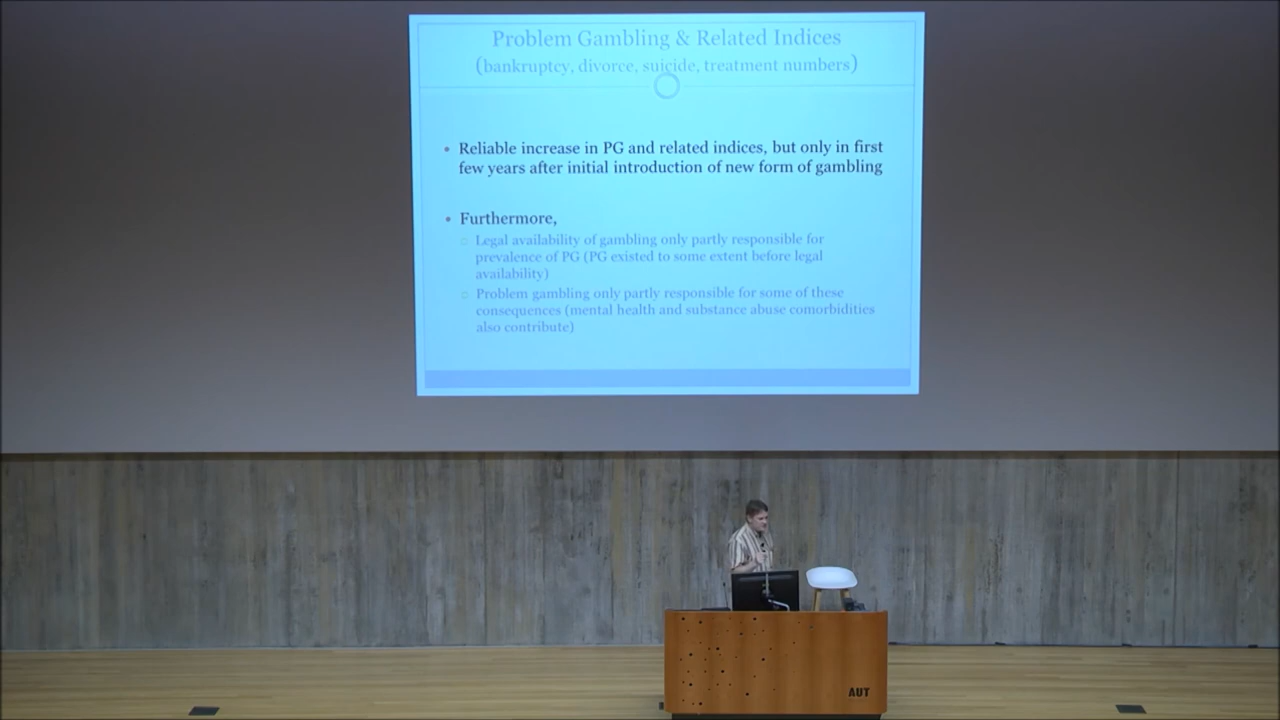 Problem Gambling & Related Indices
(bankruptcy, divorce, suicide, treatment numbers)
• Reliable increase in PG and related indices, but only in first
few years after initial introduction of new form of gambling
• Furthermore,
○ Legal availability of gambling only partly responsible for
prevalence of PG (PG existed to some extent before legal
availability)
○ Problem gambling only partly responsible for some of these
consequences (mental health and substance abuse comorbidities
also contribute)
AUT